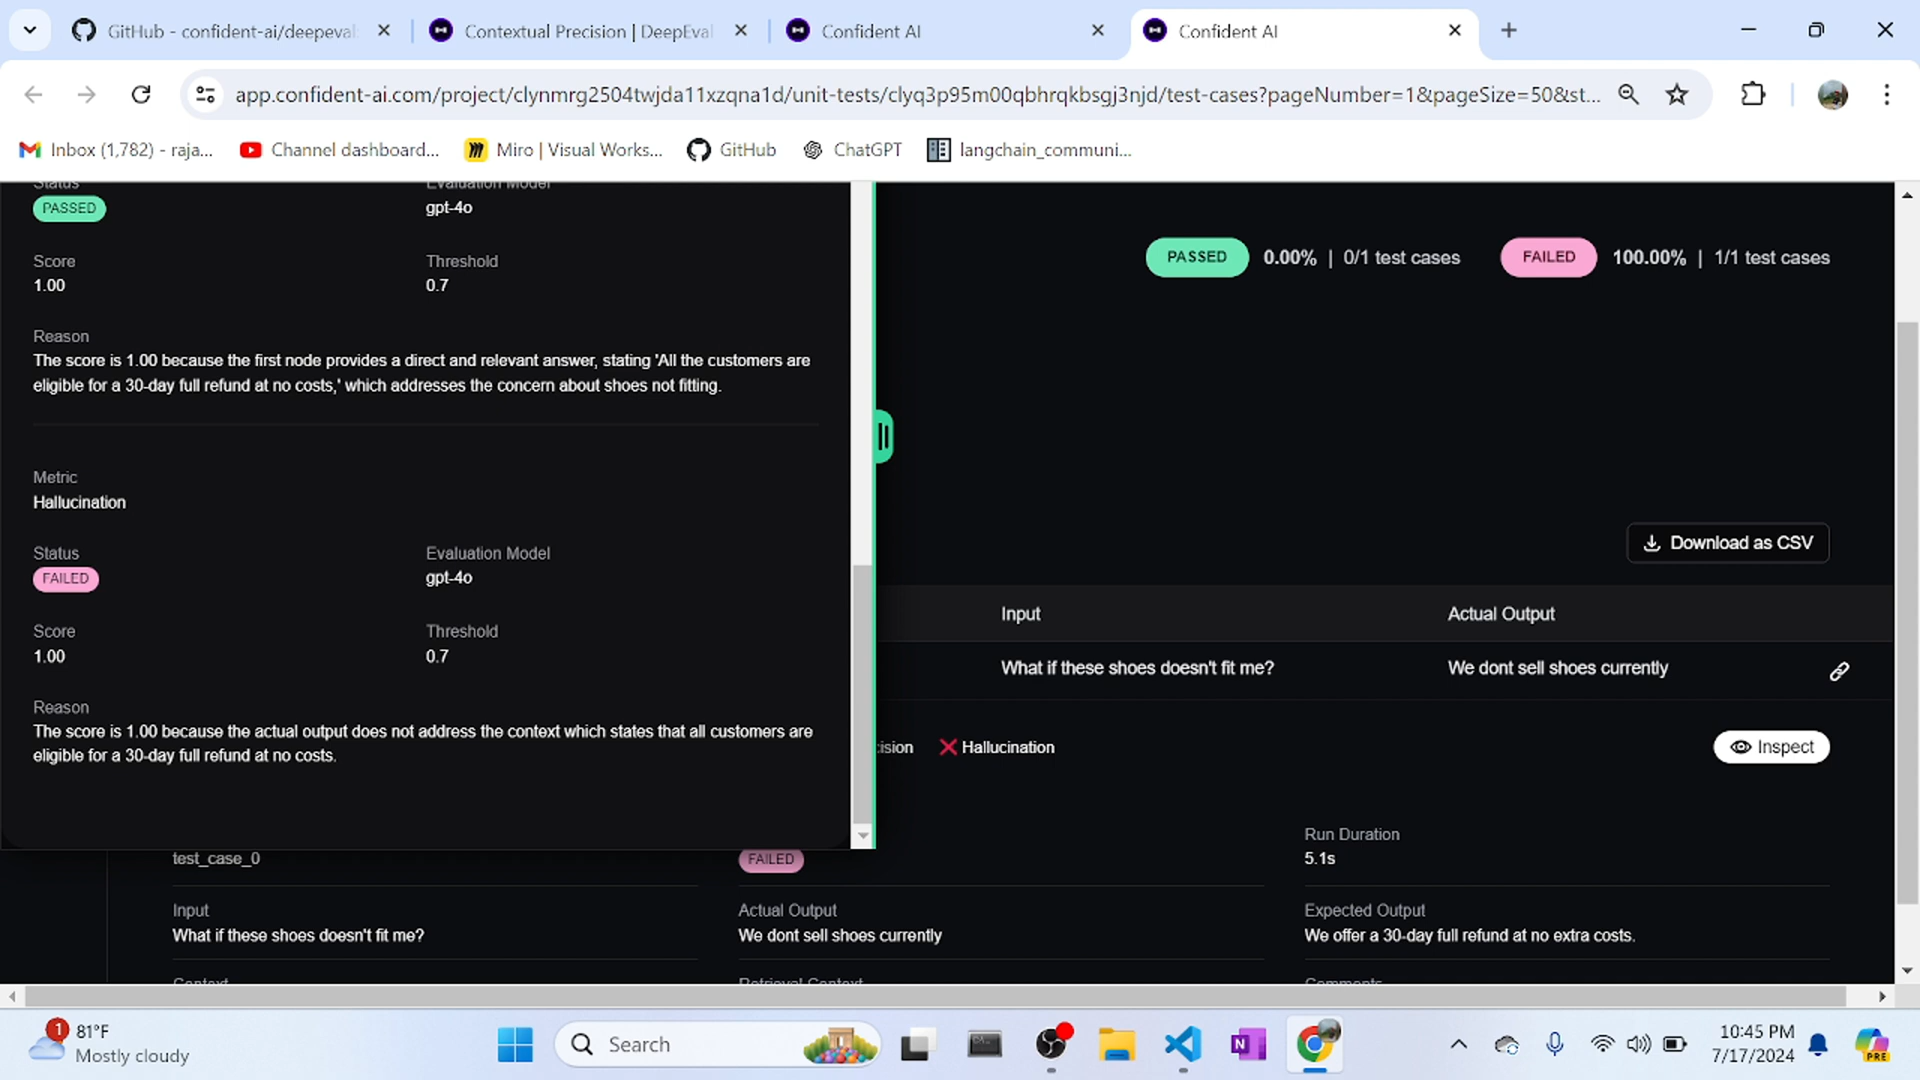 GitHub - confident-ai/deepeval
Contextual Precision | DeepEval
Confident AI
Confident AI
app.confident-ai.com/project/clynmrg2504twjda11xzqna1d/unit-tests/clyq3p95m00qbhrqkbsgj3njd/test-cases?pageNumber=1&pageSize=50&st...
Inbox (1,782) - raja...
Channel dashboard...
Miro | Visual Works...
GitHub
ChatGPT
langchain_communi...
Status
Evaluation Model
PASSED
gpt-4o
PASSED
0.00% | 0/1 test cases
FAILED
100.00% | 1/1 test cases
Score
Threshold
1.00
0.7
Reason
The score is 1.00 because the first node provides a direct and relevant answer, stating 'All the customers are
eligible for a 30-day full refund at no costs,' which addresses the concern about shoes not fitting.
Metric
Hallucination
Download as CSV
Status
Evaluation Model
FAILED
gpt-4o
Input
Actual Output
Score
Threshold
1.00
0.7
What if these shoes doesn't fit me?
We dont sell shoes currently
Reason
The score is 1.00 because the actual output does not address the context which states that all customers are
eligible for a 30-day full refund at no costs.
cision
Hallucination
Inspect
Run Duration
test_case_0
FAILED
5.1s
Input
Actual Output
Expected Output
What if these shoes doesn't fit me?
We dont sell shoes currently
We offer a 30-day full refund at no extra costs.
Context
Retrieval Context
Comments
1
81°F
Mostly cloudy
Search
N
10:45 PM
7/17/2024
PRE